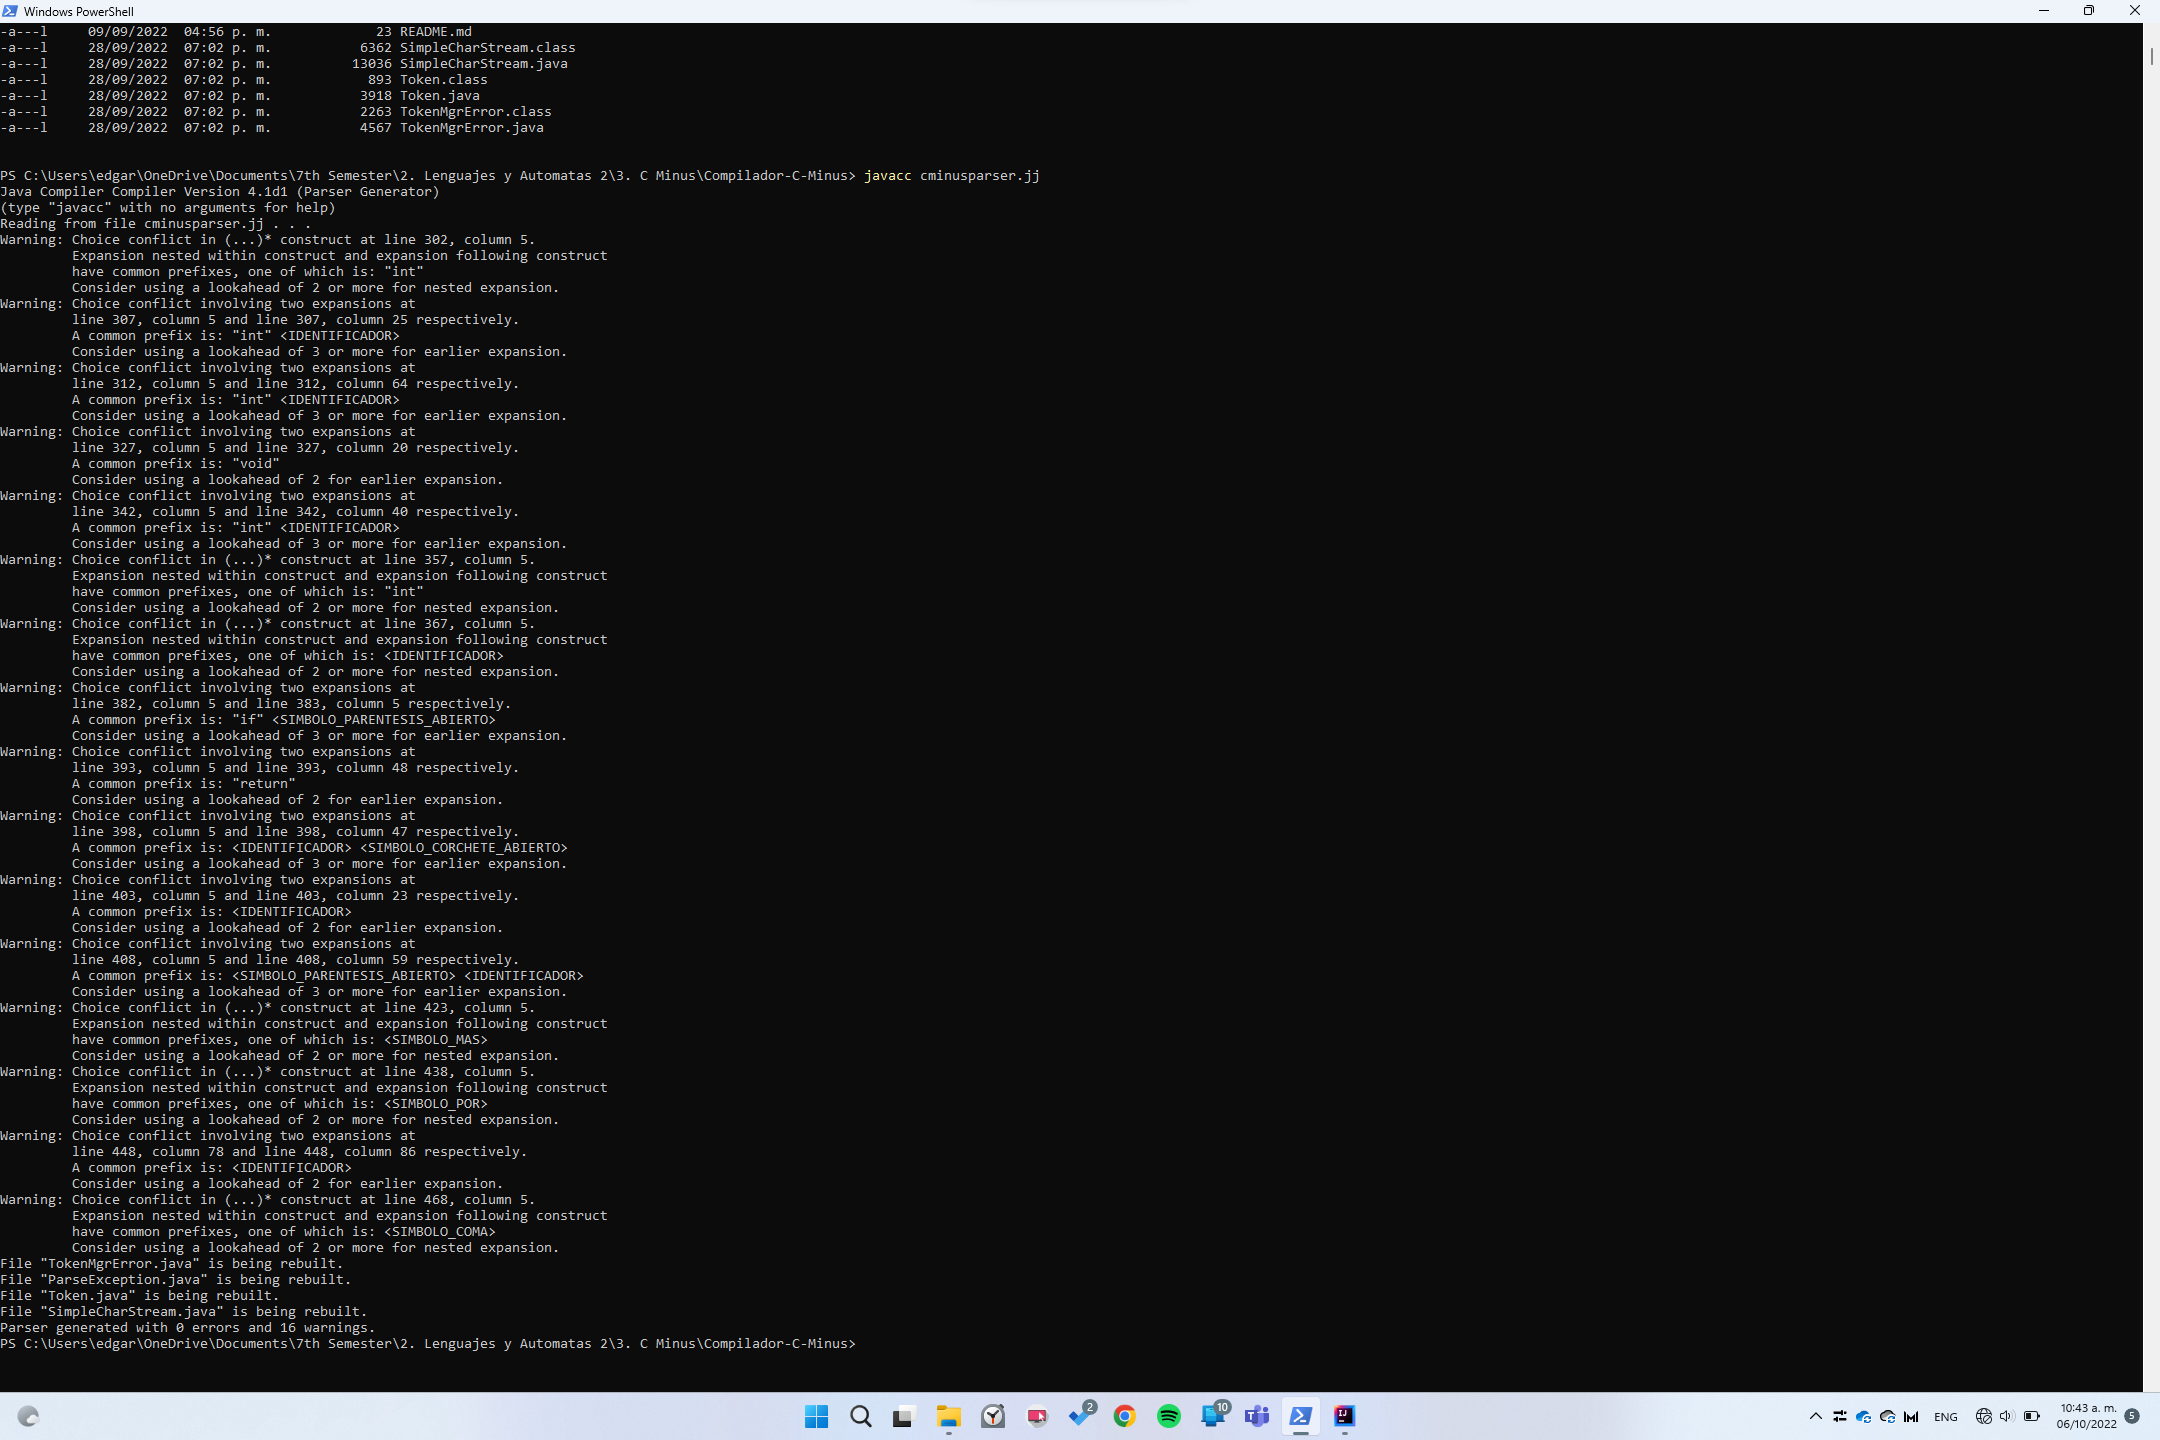 Windows PowerShell
-a---l     09/09/2022  04:56 p. m.             23 README.md
-a---l     28/09/2022  07:02 p. m.           6362 SimpleCharStream.class
-a---l     28/09/2022  07:02 p. m.          13036 SimpleCharStream.java
-a---l     28/09/2022  07:02 p. m.            893 Token.class
-a---l     28/09/2022  07:02 p. m.           3918 Token.java
-a---l     28/09/2022  07:02 p. m.           2263 TokenMgrError.class
-a---l     28/09/2022  07:02 p. m.           4567 TokenMgrError.java
PS C:\Users\edgar\OneDrive\Documents\7th Semester\2. Lenguajes y Automatas 2\3. C Minus\Compilador-C-Minus> javacc cminusparser.jj
Java Compiler Compiler Version 4.1d1 (Parser Generator)
(type "javacc" with no arguments for help)
Reading from file cminusparser.jj . . .
Warning: Choice conflict in (...)* construct at line 302, column 5.
         Expansion nested within construct and expansion following construct
         have common prefixes, one of which is: "int"
         Consider using a lookahead of 2 or more for nested expansion.
Warning: Choice conflict involving two expansions at
         line 307, column 5 and line 307, column 25 respectively.
         A common prefix is: "int" <IDENTIFICADOR>
         Consider using a lookahead of 3 or more for earlier expansion.
Warning: Choice conflict involving two expansions at
         line 312, column 5 and line 312, column 64 respectively.
         A common prefix is: "int" <IDENTIFICADOR>
         Consider using a lookahead of 3 or more for earlier expansion.
Warning: Choice conflict involving two expansions at
         line 327, column 5 and line 327, column 20 respectively.
         A common prefix is: "void"
         Consider using a lookahead of 2 for earlier expansion.
Warning: Choice conflict involving two expansions at
         line 342, column 5 and line 342, column 40 respectively.
         A common prefix is: "int" <IDENTIFICADOR>
         Consider using a lookahead of 3 or more for earlier expansion.
Warning: Choice conflict in (...)* construct at line 357, column 5.
         Expansion nested within construct and expansion following construct
         have common prefixes, one of which is: "int"
         Consider using a lookahead of 2 or more for nested expansion.
Warning: Choice conflict in (...)* construct at line 367, column 5.
         Expansion nested within construct and expansion following construct
         have common prefixes, one of which is: <IDENTIFICADOR>
         Consider using a lookahead of 2 or more for nested expansion.
Warning: Choice conflict involving two expansions at
         line 382, column 5 and line 383, column 5 respectively.
         A common prefix is: "if" <SIMBOLO_PARENTESIS_ABIERTO>
         Consider using a lookahead of 3 or more for earlier expansion.
Warning: Choice conflict involving two expansions at
         line 393, column 5 and line 393, column 48 respectively.
         A common prefix is: "return"
         Consider using a lookahead of 2 for earlier expansion.
Warning: Choice conflict involving two expansions at
         line 398, column 5 and line 398, column 47 respectively.
         A common prefix is: <IDENTIFICADOR> <SIMBOLO_CORCHETE_ABIERTO>
         Consider using a lookahead of 3 or more for earlier expansion.
Warning: Choice conflict involving two expansions at
         line 403, column 5 and line 403, column 23 respectively.
         A common prefix is: <IDENTIFICADOR>
         Consider using a lookahead of 2 for earlier expansion.
Warning: Choice conflict involving two expansions at
         line 408, column 5 and line 408, column 59 respectively.
         A common prefix is: <SIMBOLO_PARENTESIS_ABIERTO> <IDENTIFICADOR>
         Consider using a lookahead of 3 or more for earlier expansion.
Warning: Choice conflict in (...)* construct at line 423, column 5.
         Expansion nested within construct and expansion following construct
         have common prefixes, one of which is: <SIMBOLO_MAS>
         Consider using a lookahead of 2 or more for nested expansion.
Warning: Choice conflict in (...)* construct at line 438, column 5.
         Expansion nested within construct and expansion following construct
         have common prefixes, one of which is: <SIMBOLO_POR>
         Consider using a lookahead of 2 or more for nested expansion.
Warning: Choice conflict involving two expansions at
         line 448, column 78 and line 448, column 86 respectively.
         A common prefix is: <IDENTIFICADOR>
         Consider using a lookahead of 2 for earlier expansion.
Warning: Choice conflict in (...)* construct at line 468, column 5.
         Expansion nested within construct and expansion following construct
         have common prefixes, one of which is: <SIMBOLO_COMA>
         Consider using a lookahead of 2 or more for nested expansion.
File "TokenMgrError.java" is being rebuilt.
File "ParseException.java" is being rebuilt.
File "Token.java" is being rebuilt.
File "SimpleCharStream.java" is being rebuilt.
Parser generated with 0 errors and 16 warnings.
PS C:\Users\edgar\OneDrive\Documents\7th Semester\2. Lenguajes y Automatas 2\3. C Minus\Compilador-C-Minus>
2
10
ENG
10:43 a. m.
06/10/2022
5